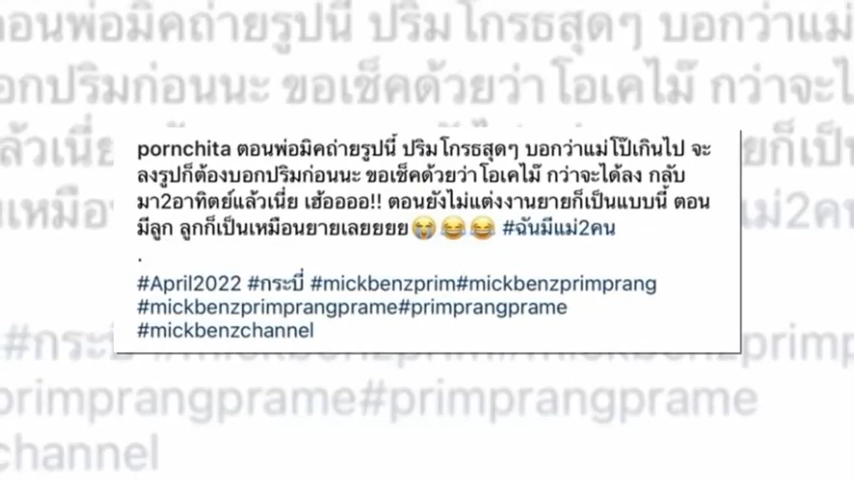 pornchita ตอนพ่อมิคถ่ายรูปนี้ ปริม โกรธสุดๆ บอกว่าแม่โป๊เกินไป จะ
ลงรูปก็ต้องบอกปริมก่อนนะ ขอเช็คด้วยว่าโอเคไม๊ กว่าจะได้ลง กลับ
มา2อาทิตย์แล้วเนี่ย เฮ้ออออ!! ตอนยังไม่แต่งงานยายก็เป็นแบบนี้ ตอน
มีลูก ลูกก็เป็นเหมือนยายเลยยยย😭😂😂 #ฉันมีแม่2คน
.
#April2022 #กระบี่ #mickbenzprim#mickbenzprimprang
#mickbenzprimprangprame#primprangprame
#mickbenzchannel